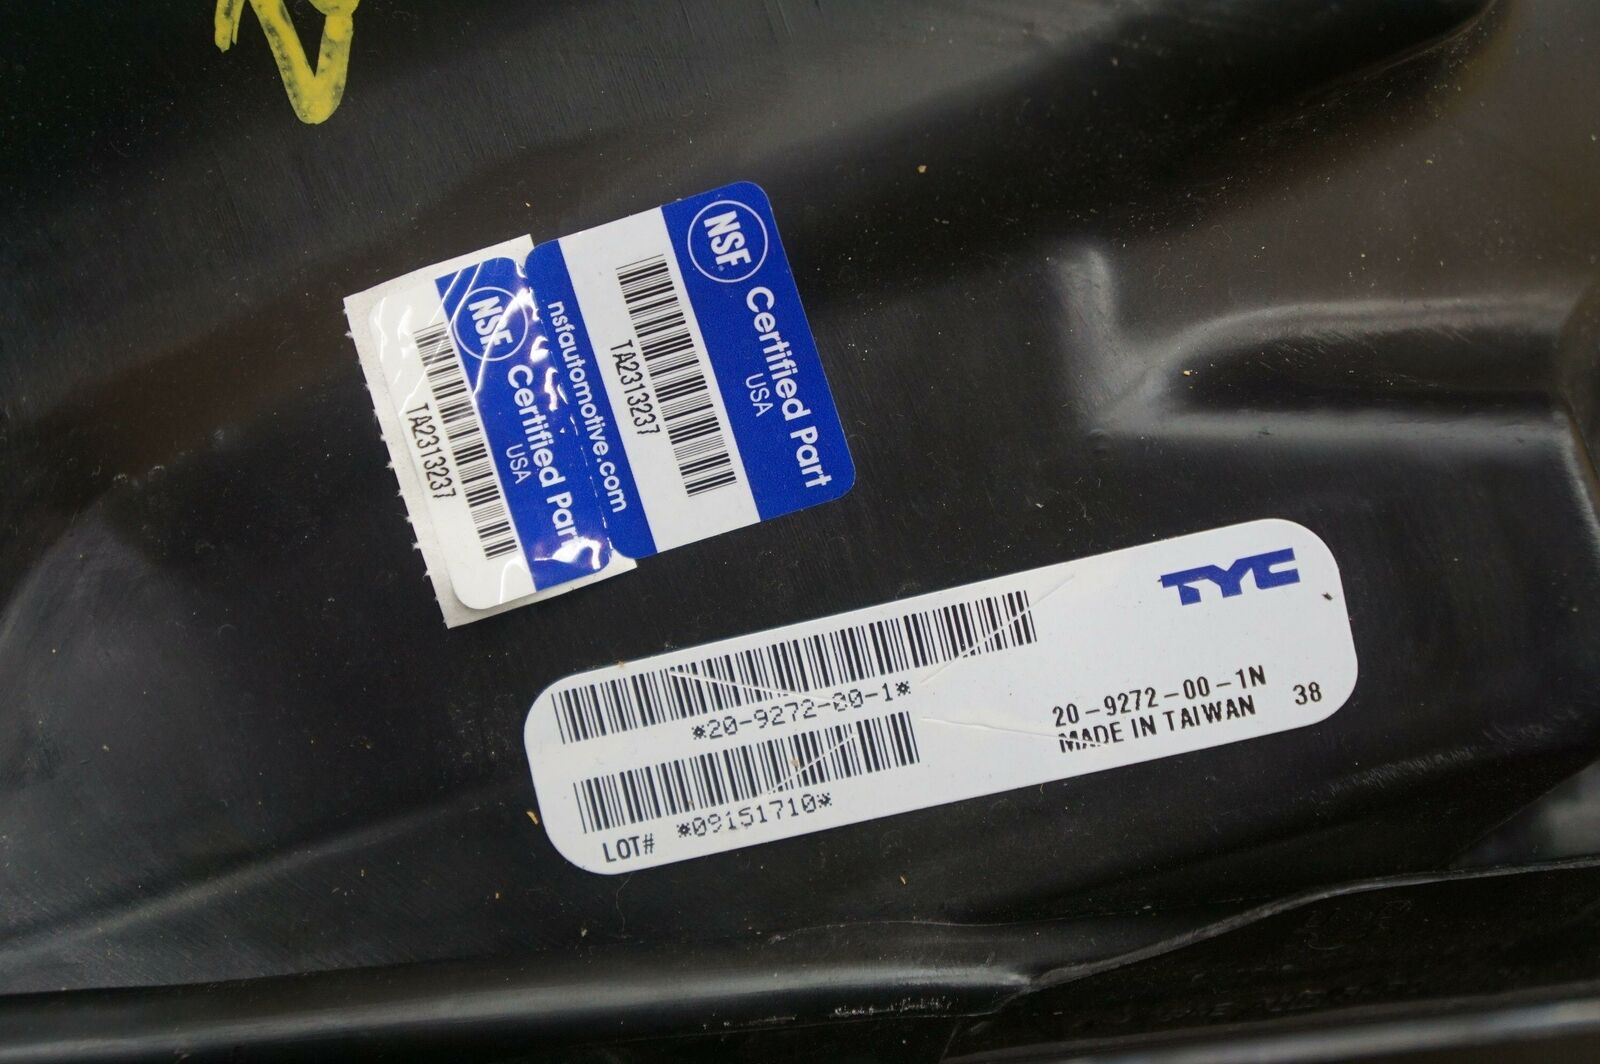 NSF
Certified Part
USA
TA2313237
nsfautomotive.com
NSF
Certified Part
USA
TA2313237
TYC
*20-9272-00-1*
20-9272-00-1N
MADE IN TAIWAN
38
LOT# *09151710*